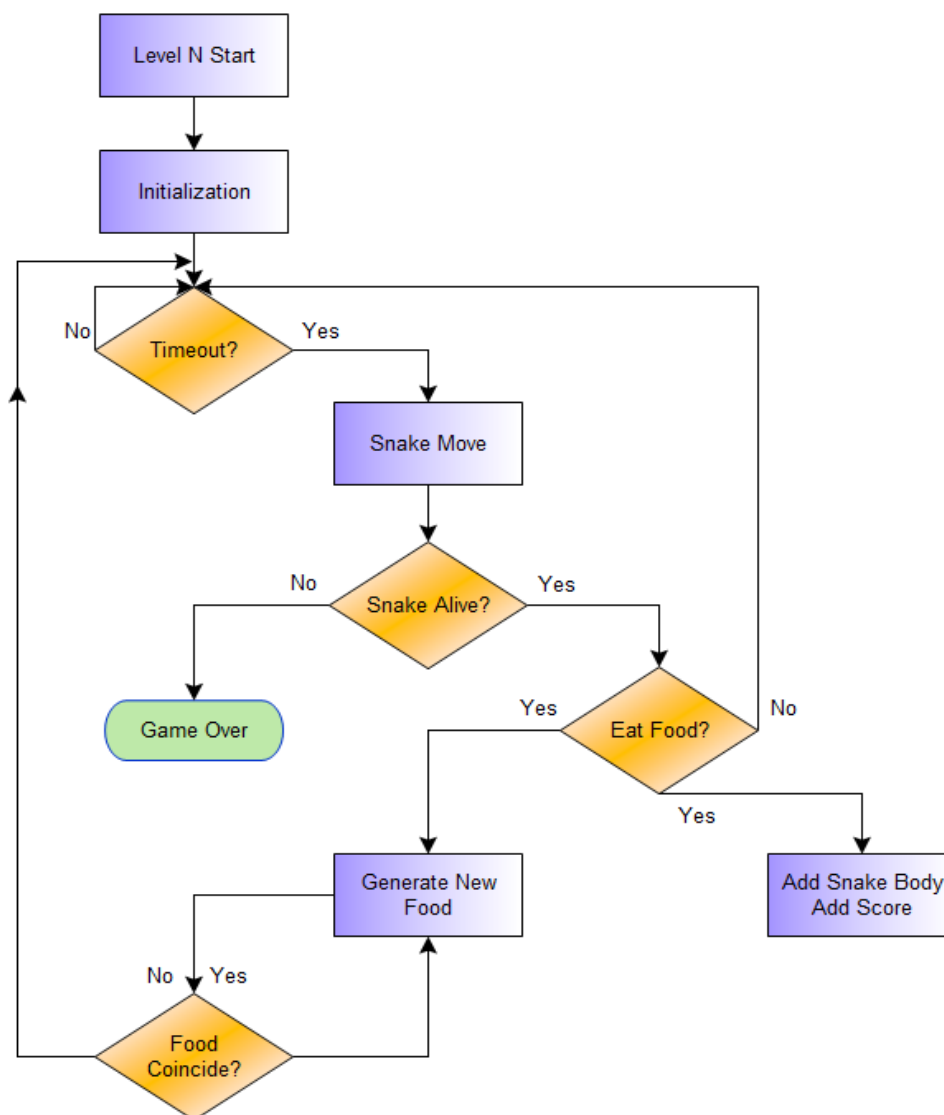 Level N Start
Initialization
No
Yes
Timeout?
Snake Move
No
Yes
Snake Alive?
Game Over
Yes
No
Eat Food?
Yes
Generate New
Food
Add Snake Body
Add Score
No
Yes
Food
Coincide?